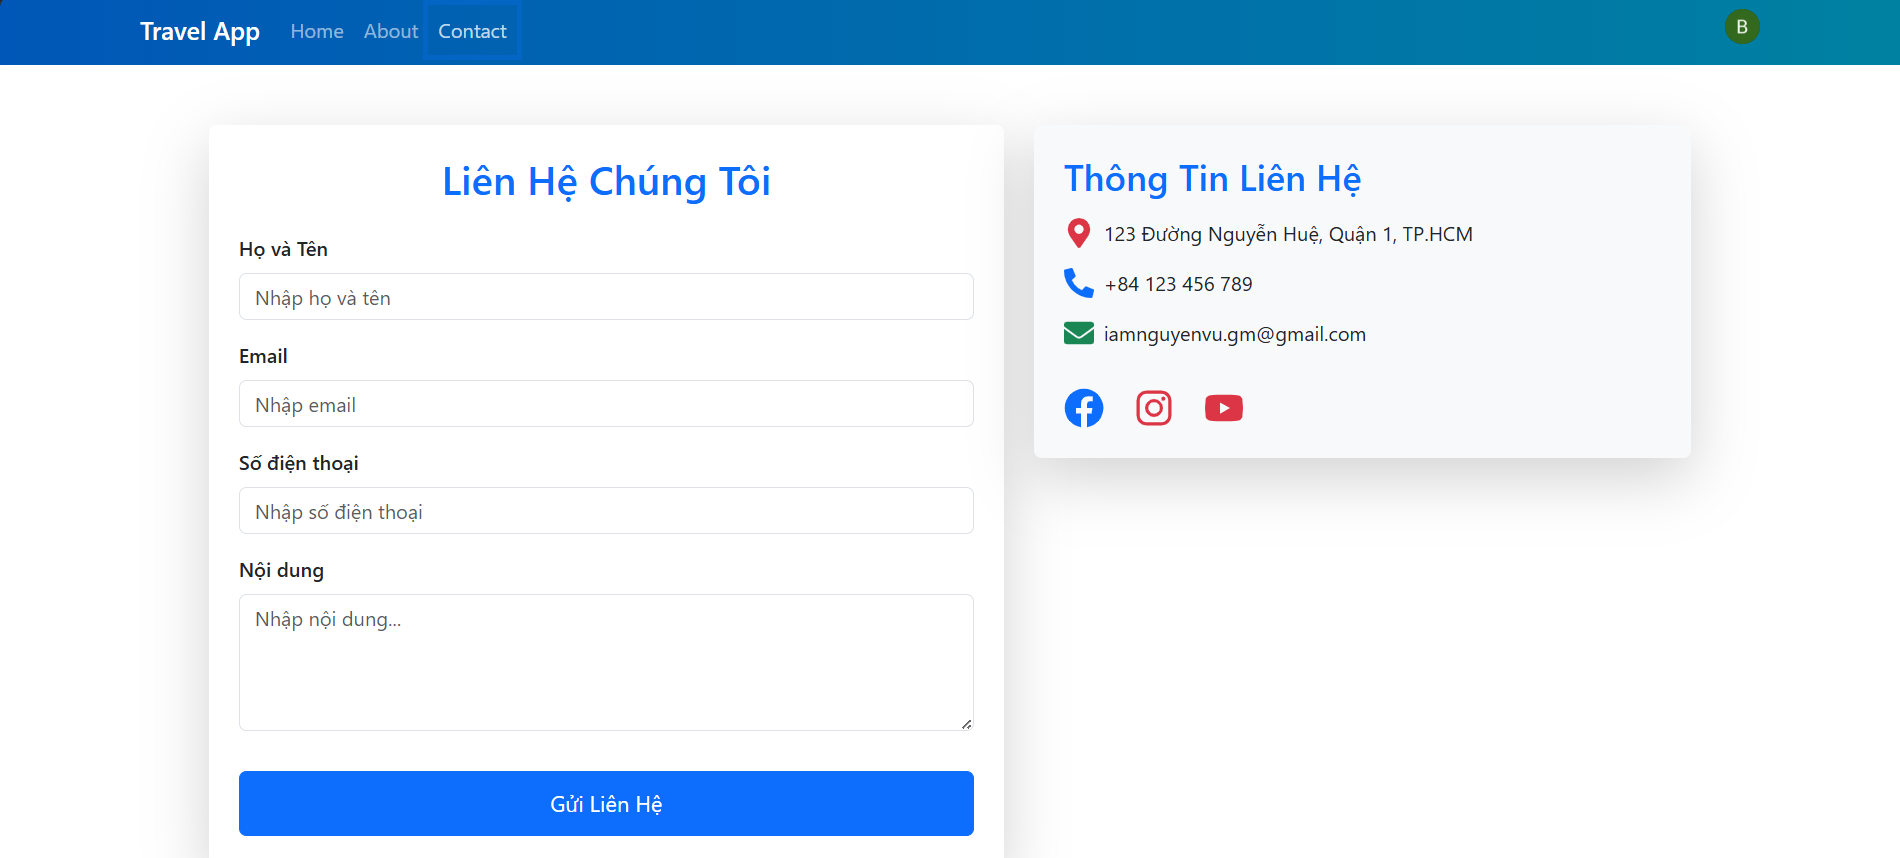 Travel App Home About Contact B
Liên Hệ Chúng Tôi
Họ và Tên
Nhập họ và tên
Email
Nhập email
Số điện thoại
Nhập số điện thoại
Nội dung
Nhập nội dung...
Gửi Liên Hệ
Thông Tin Liên Hệ
123 Đường Nguyễn Huệ, Quận 1, TP.HCM
+84 123 456 789
iamnguyenvu.gm@gmail.com